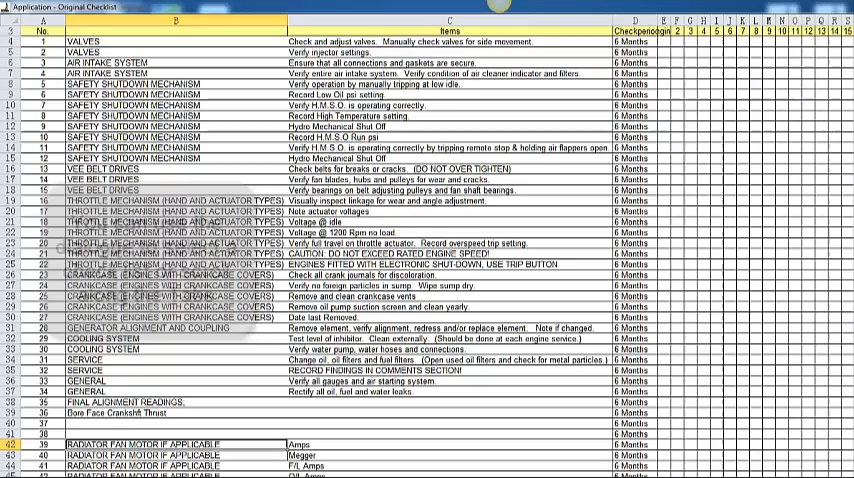 Application - Original Checklist
A B C D E F G H I J K L M N O P Q R S
3 No. Items Checkperiodgin 2 3 4 5 6 7 8 9 10 11 12 13 14 15
4 1 VALVES Check and adjust valves. Manually check valves for side movement. 6 Months
5 2 VALVES Verify injector settings. 6 Months
6 3 AIR INTAKE SYSTEM Ensure that all connections and gaskets are secure. 6 Months
7 4 AIR INTAKE SYSTEM Verify entire air intake system. Verify condition of air cleaner indicator and filters. 6 Months
8 5 SAFETY SHUTDOWN MECHANISM Verify operation by manually tripping at low idle. 6 Months
9 6 SAFETY SHUTDOWN MECHANISM Record Low Oil psi setting. 6 Months
10 7 SAFETY SHUTDOWN MECHANISM Verify H.M.S.O. is operating correctly. 6 Months
11 8 SAFETY SHUTDOWN MECHANISM Record High Temperature setting. 6 Months
12 9 SAFETY SHUTDOWN MECHANISM Hydro Mechanical Shut Off 6 Months
13 10 SAFETY SHUTDOWN MECHANISM Record H.M.S.O Run psi 6 Months
14 11 SAFETY SHUTDOWN MECHANISM Verify H.M.S.O. is operating correctly by tripping remote stop & holding air flappers open. 6 Months
15 12 SAFETY SHUTDOWN MECHANISM Hydro Mechanical Shut Off 6 Months
16 13 VEE BELT DRIVES Check belts for breaks or cracks. (DO NOT OVER TIGHTEN) 6 Months
17 14 VEE BELT DRIVES Verify fan blades, hubs and pulleys for wear and cracks. 6 Months
18 15 VEE BELT DRIVES Verify bearings on belt adjusting pulleys and fan shaft bearings. 6 Months
19 16 THROTTLE MECHANISM (HAND AND ACTUATOR TYPES) Visually inspect linkage for wear and angle adjustment. 6 Months
20 17 THROTTLE MECHANISM (HAND AND ACTUATOR TYPES) Note actuator voltages 6 Months
21 18 THROTTLE MECHANISM (HAND AND ACTUATOR TYPES) Voltage @ idle 6 Months
22 19 THROTTLE MECHANISM (HAND AND ACTUATOR TYPES) Voltage @ 1200 Rpm no load 6 Months
23 20 THROTTLE MECHANISM (HAND AND ACTUATOR TYPES) Verify full travel on throttle actuator. Record overspeed trip setting. 6 Months
24 21 THROTTLE MECHANISM (HAND AND ACTUATOR TYPES) CAUTION: DO NOT EXCEED RATED ENGINE SPEED! 6 Months
25 22 THROTTLE MECHANISM (HAND AND ACTUATOR TYPES) ENGINES FITTED WITH ELECTRONIC SHUT-DOWN, USE TRIP BUTTON 6 Months
26 23 CRANKCASE (ENGINES WITH CRANKCASE COVERS) Check all crank journals for discoloration. 6 Months
27 24 CRANKCASE (ENGINES WITH CRANKCASE COVERS) Verify no foreign particles in sump. Wipe sump dry. 6 Months
28 25 CRANKCASE (ENGINES WITH CRANKCASE COVERS) Remove and clean crankcase vents 6 Months
29 26 CRANKCASE (ENGINES WITH CRANKCASE COVERS) Remove oil pump suction screen and clean yearly. 6 Months
30 27 CRANKCASE (ENGINES WITH CRANKCASE COVERS) Date last Removed. 6 Months
31 28 GENERATOR ALIGNMENT AND COUPLING Remove element, verify alignment, redress and/or replace element. Note if changed. 6 Months
32 29 COOLING SYSTEM Test level of inhibitor. Clean externally. (Should be done at each engine service.) 6 Months
33 30 COOLING SYSTEM Verify water pump, water hoses and connections. 6 Months
34 31 SERVICE Change oil, oil filters and fuel filters. (Open used oil filters and check for metal particles.) 6 Months
35 32 SERVICE RECORD FINDINGS IN COMMENTS SECTION! 6 Months
36 33 GENERAL Verify all gauges and air starting system. 6 Months
37 34 GENERAL Rectify all oil, fuel and water leaks. 6 Months
38 35 FINAL ALIGNMENT READINGS; 6 Months
39 36 Bore Face Crankshft Thrust 6 Months
40 37 6 Months
41 38 6 Months
42 39 RADIATOR FAN MOTOR IF APPLICABLE Amps 6 Months
43 40 RADIATOR FAN MOTOR IF APPLICABLE Megger 6 Months
44 41 RADIATOR FAN MOTOR IF APPLICABLE F/L Amps 6 Months
45 42 RADIATOR FAN MOTOR IF APPLICABLE O/L Amps 6 Months